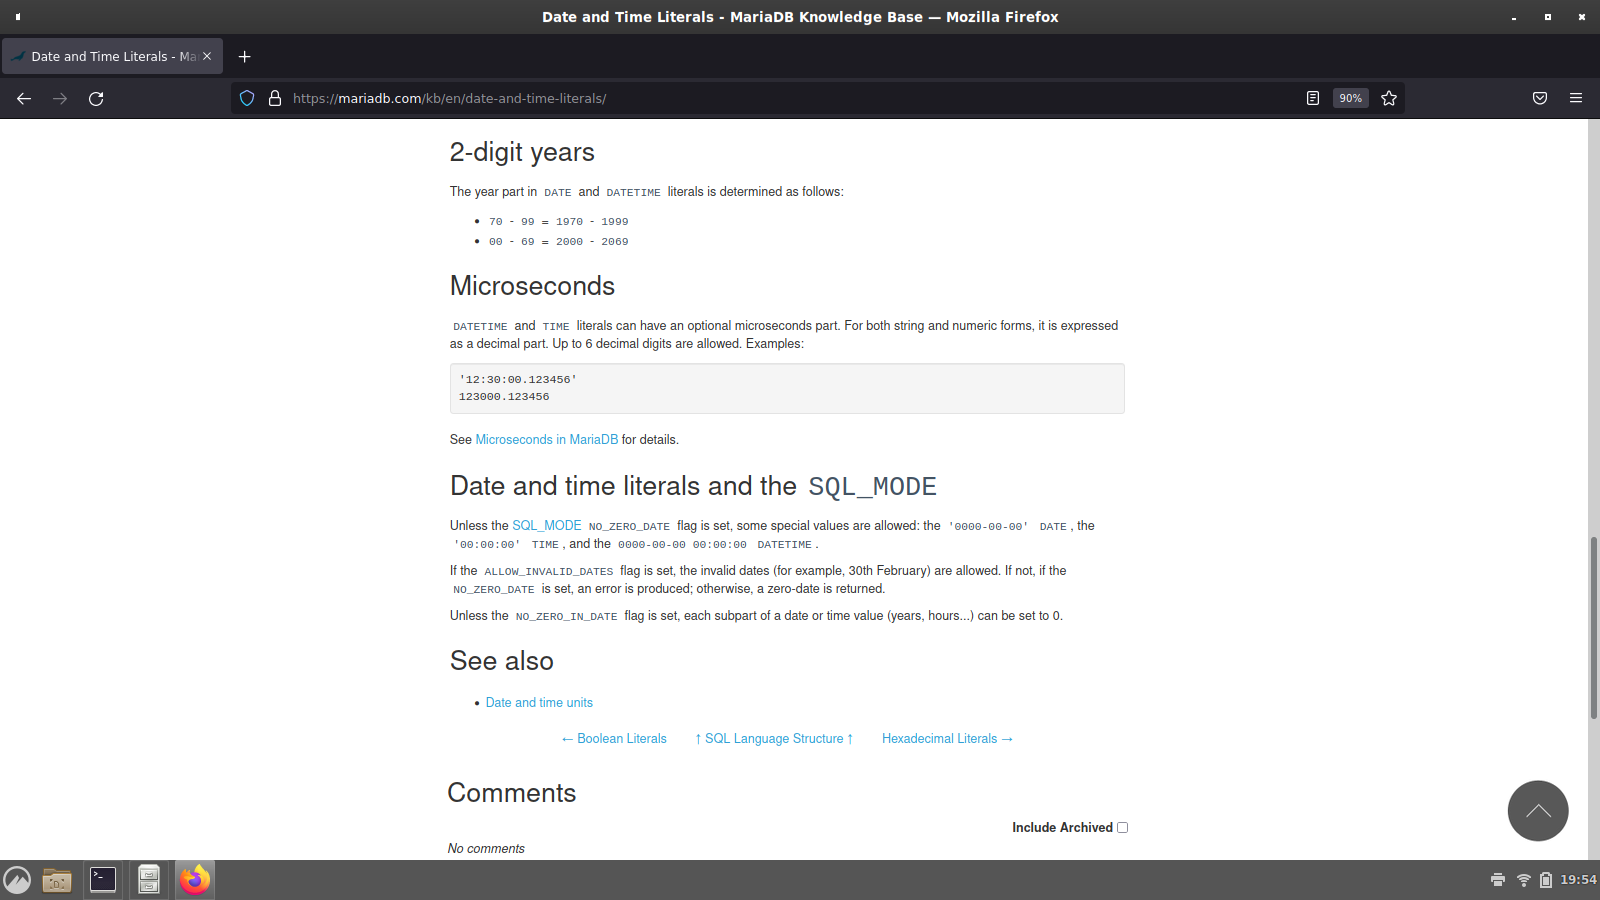 Date and Time Literals - MariaDB Knowledge Base — Mozilla Firefox
Date and Time Literals - Ma
https://mariadb.com/kb/en/date-and-time-literals/
90%
2-digit years
The year part in DATE and DATETIME literals is determined as follows:
• 70 - 99 = 1970 - 1999
• 00 - 69 = 2000 - 2069
Microseconds
DATETIME and TIME literals can have an optional microseconds part. For both string and numeric forms, it is expressed
as a decimal part. Up to 6 decimal digits are allowed. Examples:
'12:30:00.123456'
123000.123456
See Microseconds in MariaDB for details.
Date and time literals and the SQL_MODE
Unless the SQL_MODE NO_ZERO_DATE flag is set, some special values are allowed: the '0000-00-00' DATE, the
'00:00:00' TIME, and the 0000-00-00 00:00:00 DATETIME.
If the ALLOW_INVALID_DATES flag is set, the invalid dates (for example, 30th February) are allowed. If not, if the
NO_ZERO_DATE is set, an error is produced; otherwise, a zero-date is returned.
Unless the NO_ZERO_IN_DATE flag is set, each subpart of a date or time value (years, hours...) can be set to 0.
See also
• Date and time units
← Boolean Literals ↑ SQL Language Structure ↑ Hexadecimal Literals →
Comments
Include Archived
No comments
19:54